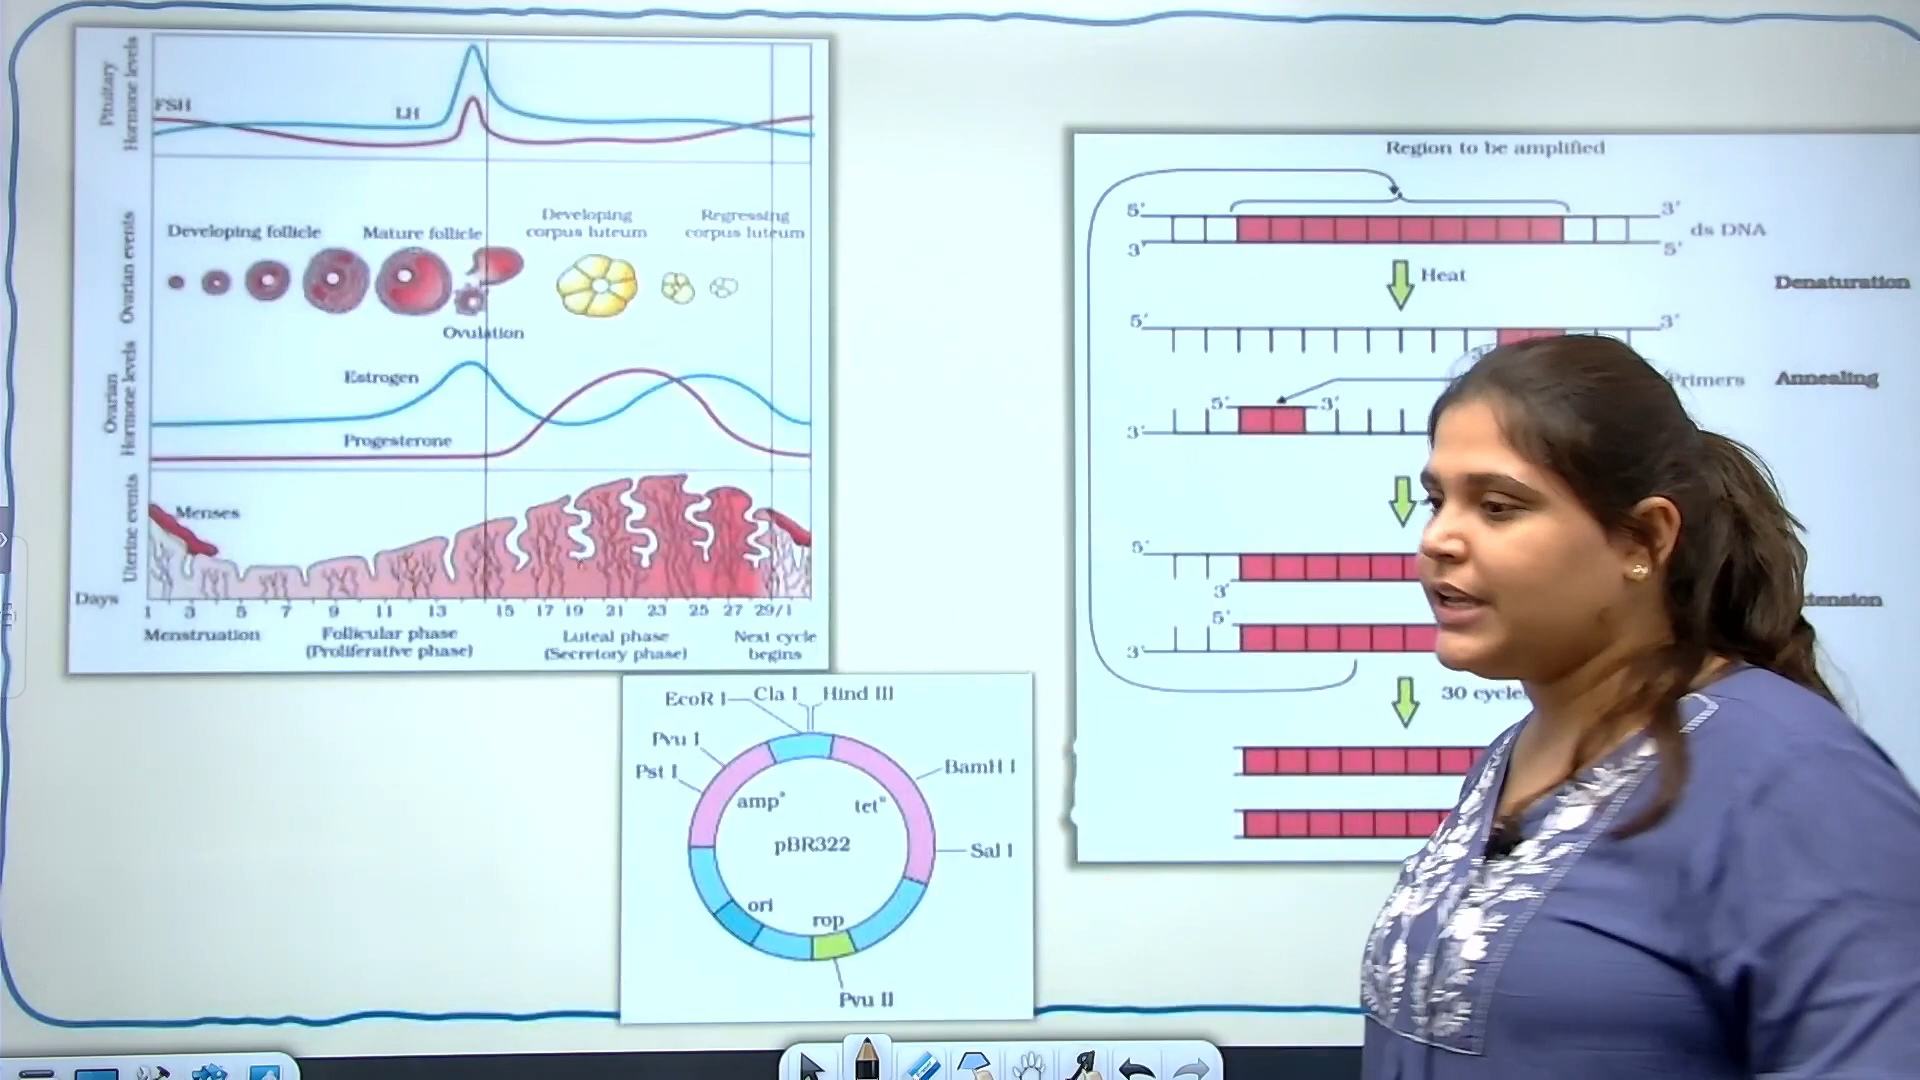 Pituitary
Hormone levels
FSH
LH
Ovarian events
Developing follicle
Mature follicle
Developing
corpus luteum
Regressing
corpus luteum
Ovulation
Ovarian
Hormone levels
Estrogen
Progesterone
Uterine events
Menses
Days
1 3 5 7 9 11 13 15 17 19 21 23 25 27 29/1
Menstruation
Follicular phase
(Proliferative phase)
Luteal phase
(Secretory phase)
Next cycle
begins
EcoR I
Cla I
Hind III
Pvu I
Pst I
BamH I
Sal I
ampR
tetR
pBR322
ori
rop
Pvu II
Region to be amplified
5′ 3′
3′ 5′
ds DNA
Heat
Denaturation
5′ 3′
3′
Primers
Annealing
5′ 3′
3′
5′
3′
5′
3′
tension
30 cycle